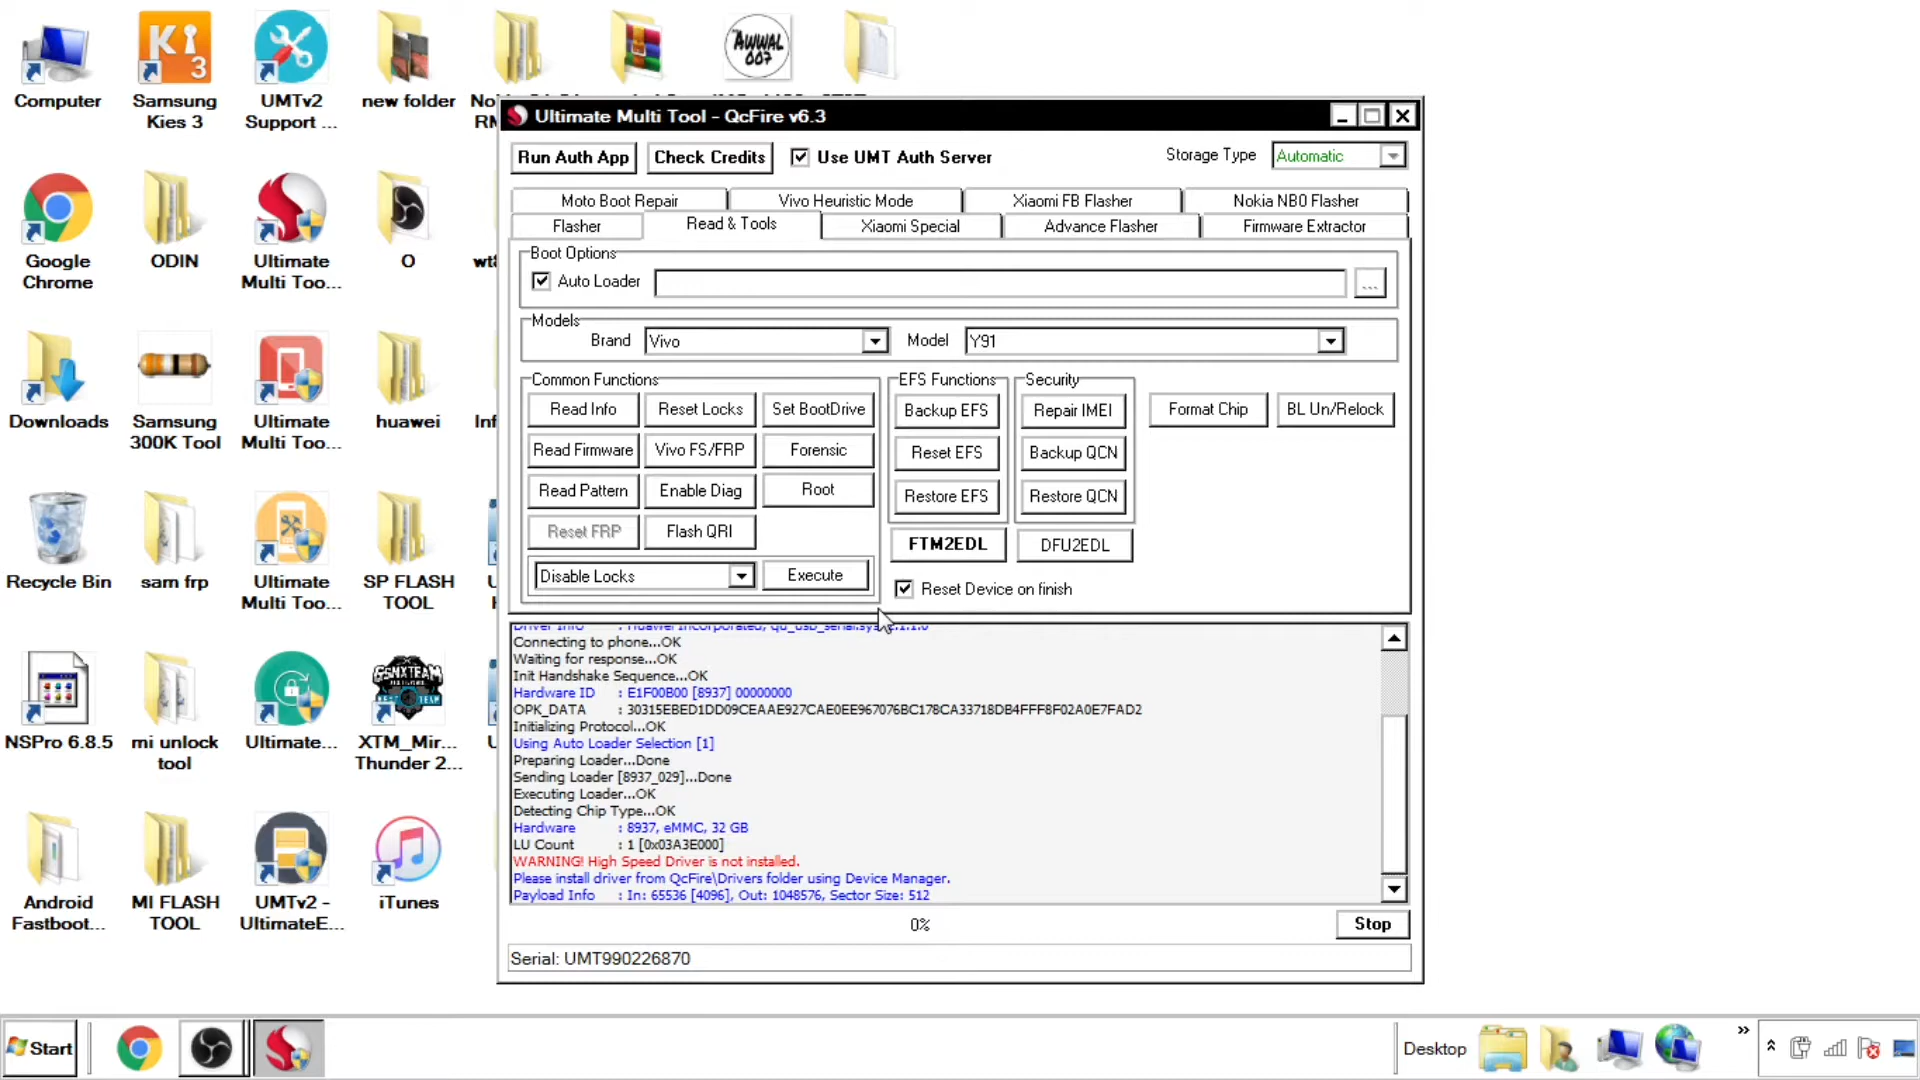 Computer
Samsung
Kies 3
UMTv2
Support ...
new folder
AWWAL
007
Google
Chrome
ODIN
Ultimate
Multi Too...
O
Downloads
Samsung
300K Tool
Ultimate
Multi Too...
huawei
Recycle Bin
sam frp
Ultimate
Multi Too...
SP FLASH
TOOL
NSPro 6.8.5
mi unlock
tool
Ultimate...
GSNXTEAM
XTM_Mir...
Thunder 2...
Android
Fastboot...
MI FLASH
TOOL
UMTv2 -
UltimateE...
iTunes
Ultimate Multi Tool - QcFire v6.3
Run Auth App
Check Credits
Use UMT Auth Server
Storage Type
Automatic
Moto Boot Repair
Vivo Heuristic Mode
Xiaomi FB Flasher
Nokia NB0 Flasher
Flasher
Read & Tools
Xiaomi Special
Advance Flasher
Firmware Extractor
Boot Options
Auto Loader
...
Models
Brand
Vivo
Model
Y91
Common Functions
Read Info
Reset Locks
Set BootDrive
Read Firmware
Vivo FS/FRP
Forensic
Read Pattern
Enable Diag
Root
Reset FRP
Flash QRI
Disable Locks
Execute
EFS Functions
Backup EFS
Reset EFS
Restore EFS
Security
Repair IMEI
Backup QCN
Restore QCN
Format Chip
BL Un/Relock
FTM2EDL
DFU2EDL
Reset Device on finish
Connecting to phone...OK
Waiting for response...OK
Init Handshake Sequence...OK
Hardware ID : E1F00B00 [8937] 00000000
OPK_DATA : 30315EBED1DD09CEAAE927CAE0EE967076BC178CA33718DB4FFF8F02A0E7FAD2
Initializing Protocol...OK
Using Auto Loader Selection [1]
Preparing Loader...Done
Sending Loader [8937_029]...Done
Executing Loader...OK
Detecting Chip Type...OK
Hardware : 8937, eMMC, 32 GB
LU Count : 1 [0x03A3E000]
WARNING! High Speed Driver is not installed.
Please install driver from QcFire\Drivers folder using Device Manager.
Payload Info : In: 65536 [4096], Out: 1048576, Sector Size: 512
0%
Stop
Serial: UMT990226870
Start
Desktop